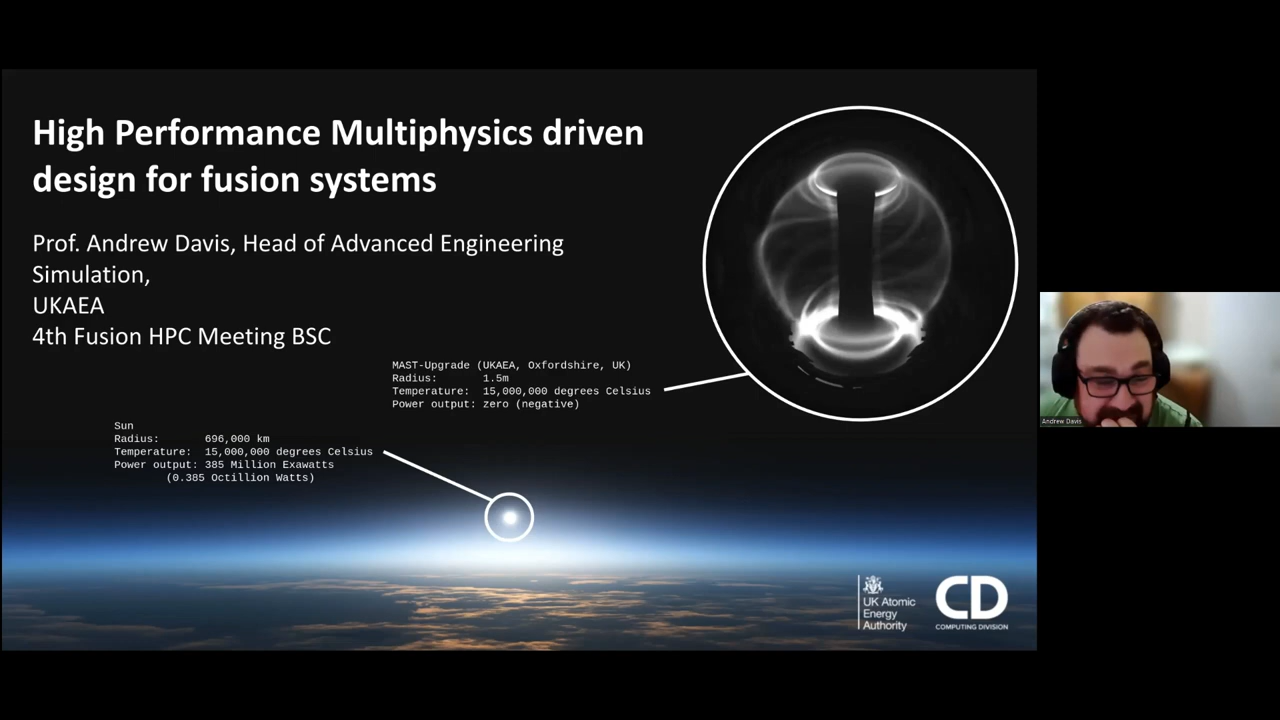 High Performance Multiphysics driven
design for fusion systems
Prof. Andrew Davis, Head of Advanced Engineering
Simulation,
UKAEA
4th Fusion HPC Meeting BSC
MAST-Upgrade (UKAEA, Oxfordshire, UK)
Radius: 1.5m
Temperature: 15,000,000 degrees Celsius
Power output: zero (negative)
Sun
Radius: 696,000 km
Temperature: 15,000,000 degrees Celsius
Power output: 385 Million Exawatts
(0.385 Octillion Watts)
UK Atomic
Energy
Authority
CD
COMPUTING DIVISION
Andrew Davis